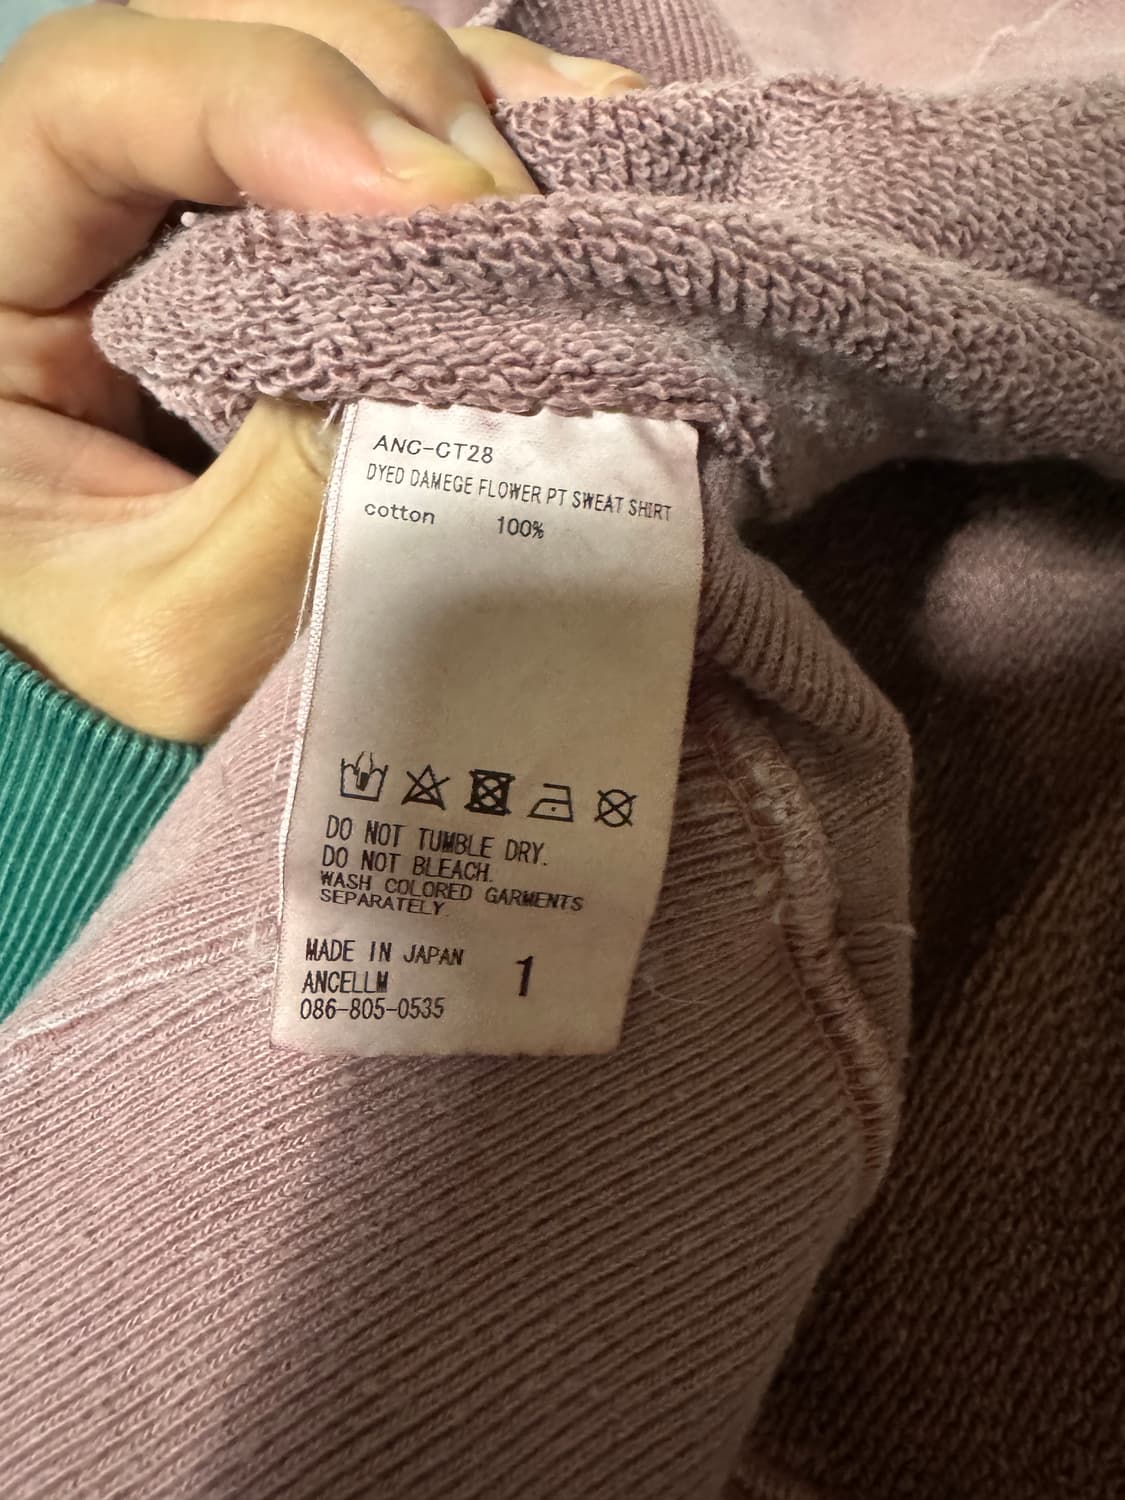 ANC-CT28
DYED DAMEGE FLOWER PT SWEAT SHIRT
cotton 100%
DO NOT TUMBLE DRY.
DO NOT BLEACH.
WASH COLORED GARMENTS
SEPARATELY.
MADE IN JAPAN
ANCELLM 1
086-805-0535